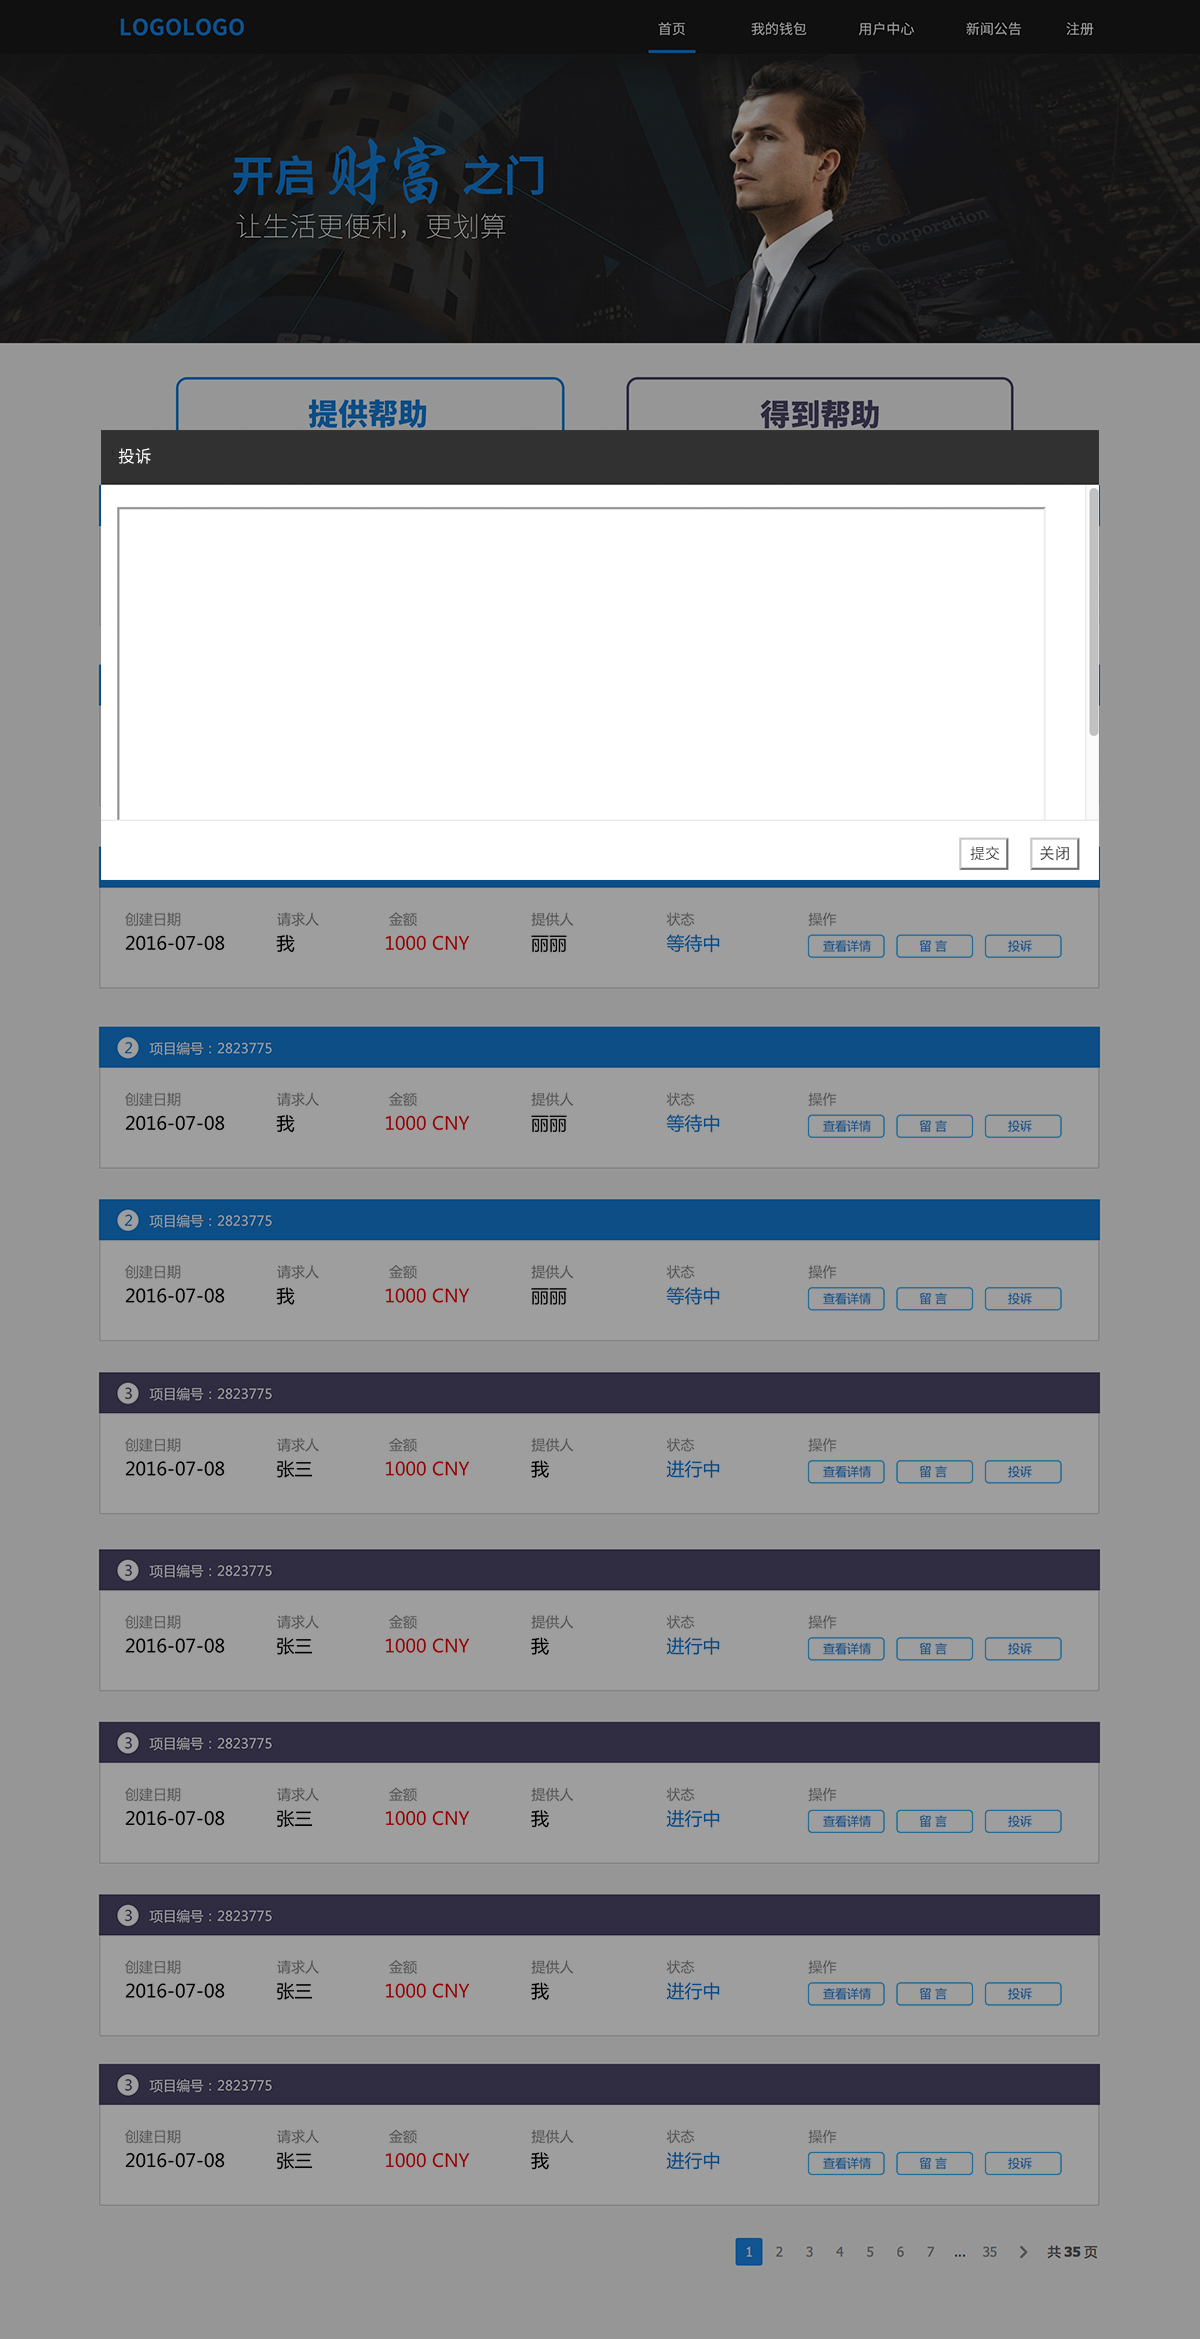 LOGOLOGO 首页 我的钱包 用户中心 新闻公告 注册
开启财富之门
让生活更便利，更划算
rs Corporation
提供帮助 得到帮助
投诉
提交 关闭
创建日期 请求人 金额 提供人 状态 操作
2016-07-08 我 1000 CNY 丽丽 等待中 查看详情 留 言 投诉
2 项目编号：2823775
创建日期 请求人 金额 提供人 状态 操作
2016-07-08 我 1000 CNY 丽丽 等待中 查看详情 留 言 投诉
2 项目编号：2823775
创建日期 请求人 金额 提供人 状态 操作
2016-07-08 我 1000 CNY 丽丽 等待中 查看详情 留 言 投诉
3 项目编号：2823775
创建日期 请求人 金额 提供人 状态 操作
2016-07-08 张三 1000 CNY 我 进行中 查看详情 留 言 投诉
3 项目编号：2823775
创建日期 请求人 金额 提供人 状态 操作
2016-07-08 张三 1000 CNY 我 进行中 查看详情 留 言 投诉
3 项目编号：2823775
创建日期 请求人 金额 提供人 状态 操作
2016-07-08 张三 1000 CNY 我 进行中 查看详情 留 言 投诉
3 项目编号：2823775
创建日期 请求人 金额 提供人 状态 操作
2016-07-08 张三 1000 CNY 我 进行中 查看详情 留 言 投诉
3 项目编号：2823775
创建日期 请求人 金额 提供人 状态 操作
2016-07-08 张三 1000 CNY 我 进行中 查看详情 留 言 投诉
1 2 3 4 5 6 7 ... 35 > 共 35 页